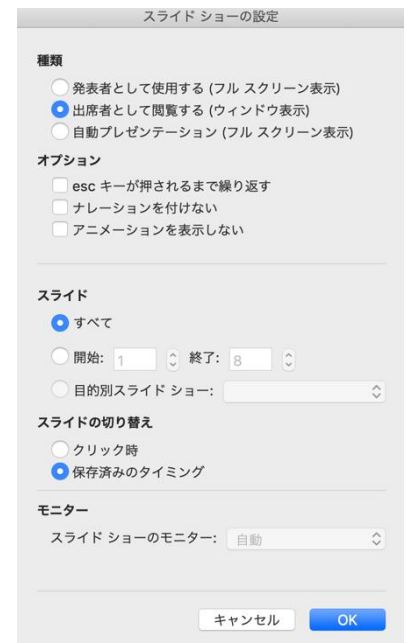 スライド ショーの設定
種類
発表者として使用する (フル スクリーン表示)
出席者として閲覧する (ウィンドウ表示)
自動プレゼンテーション (フル スクリーン表示)
オプション
esc キーが押されるまで繰り返す
ナレーションを付けない
アニメーションを表示しない
スライド
すべて
開始: 1 終了: 8
目的別スライド ショー:
スライドの切り替え
クリック時
保存済みのタイミング
モニター
スライド ショーのモニター: 自動
キャンセル OK